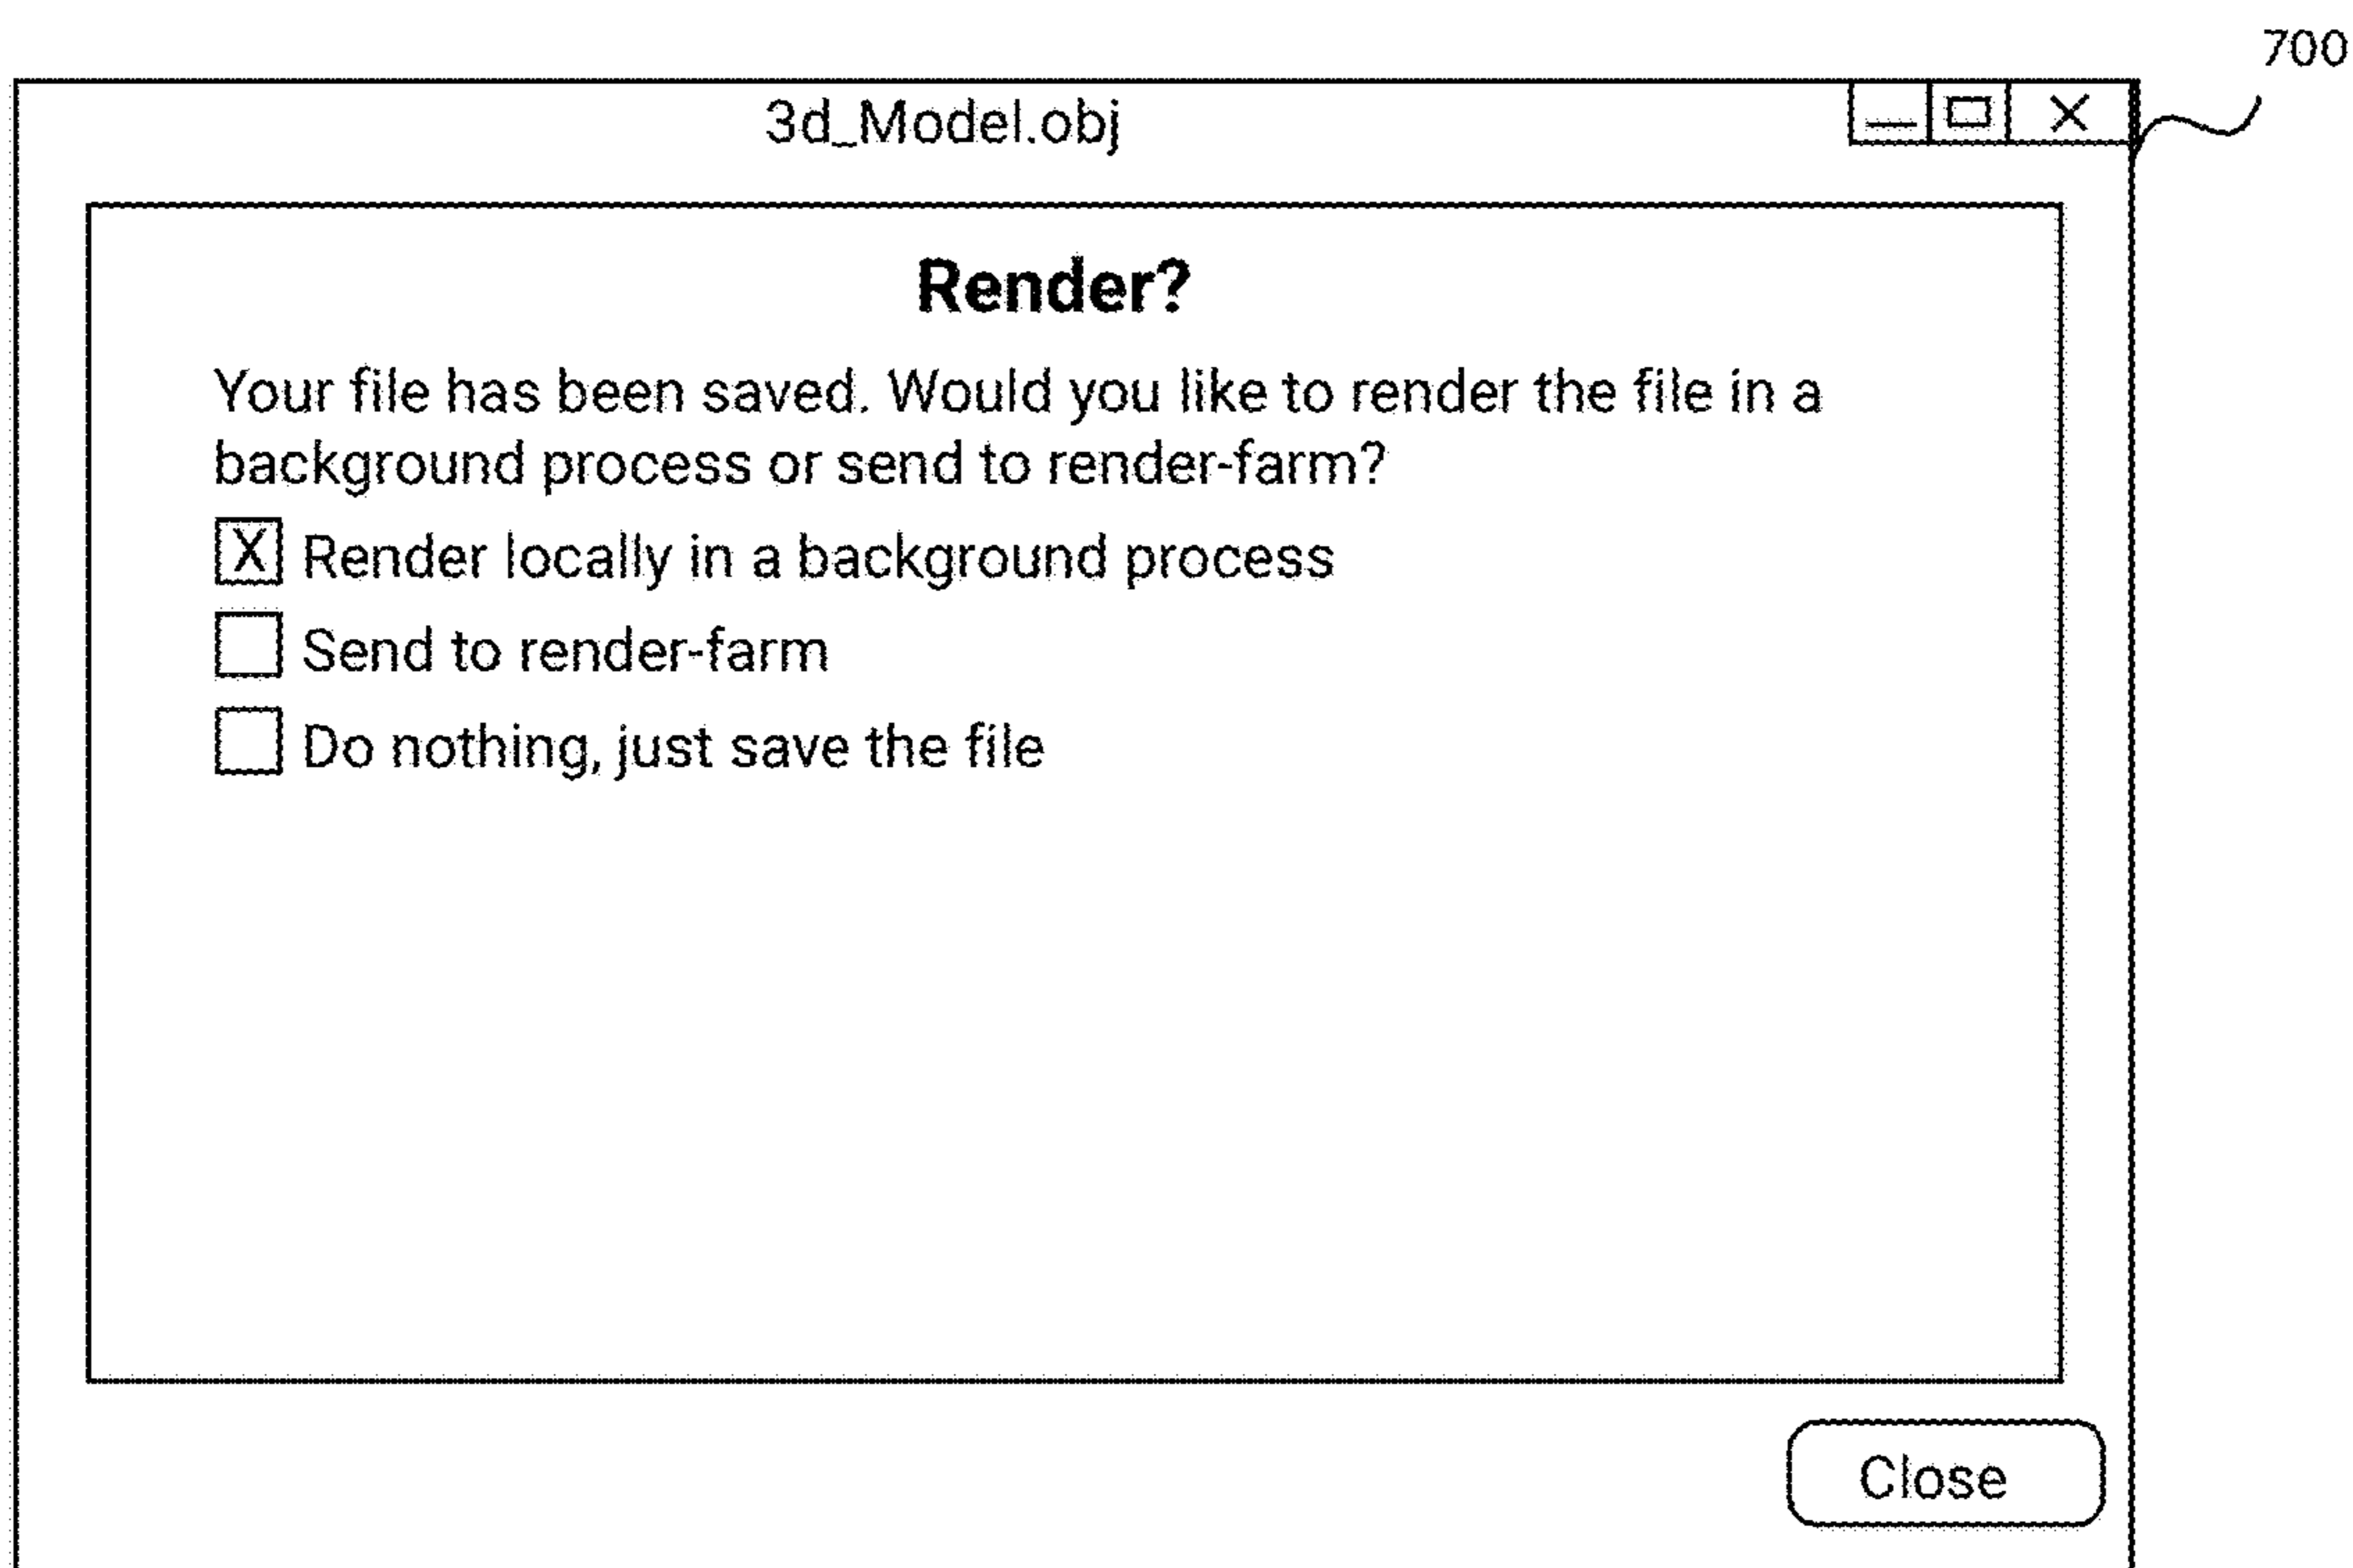 700
3d_Model.obj
Render?
Your file has been saved. Would you like to render the file in a
background process or send to render-farm?
X Render locally in a background process
Send to render-farm
Do nothing, just save the file
Close